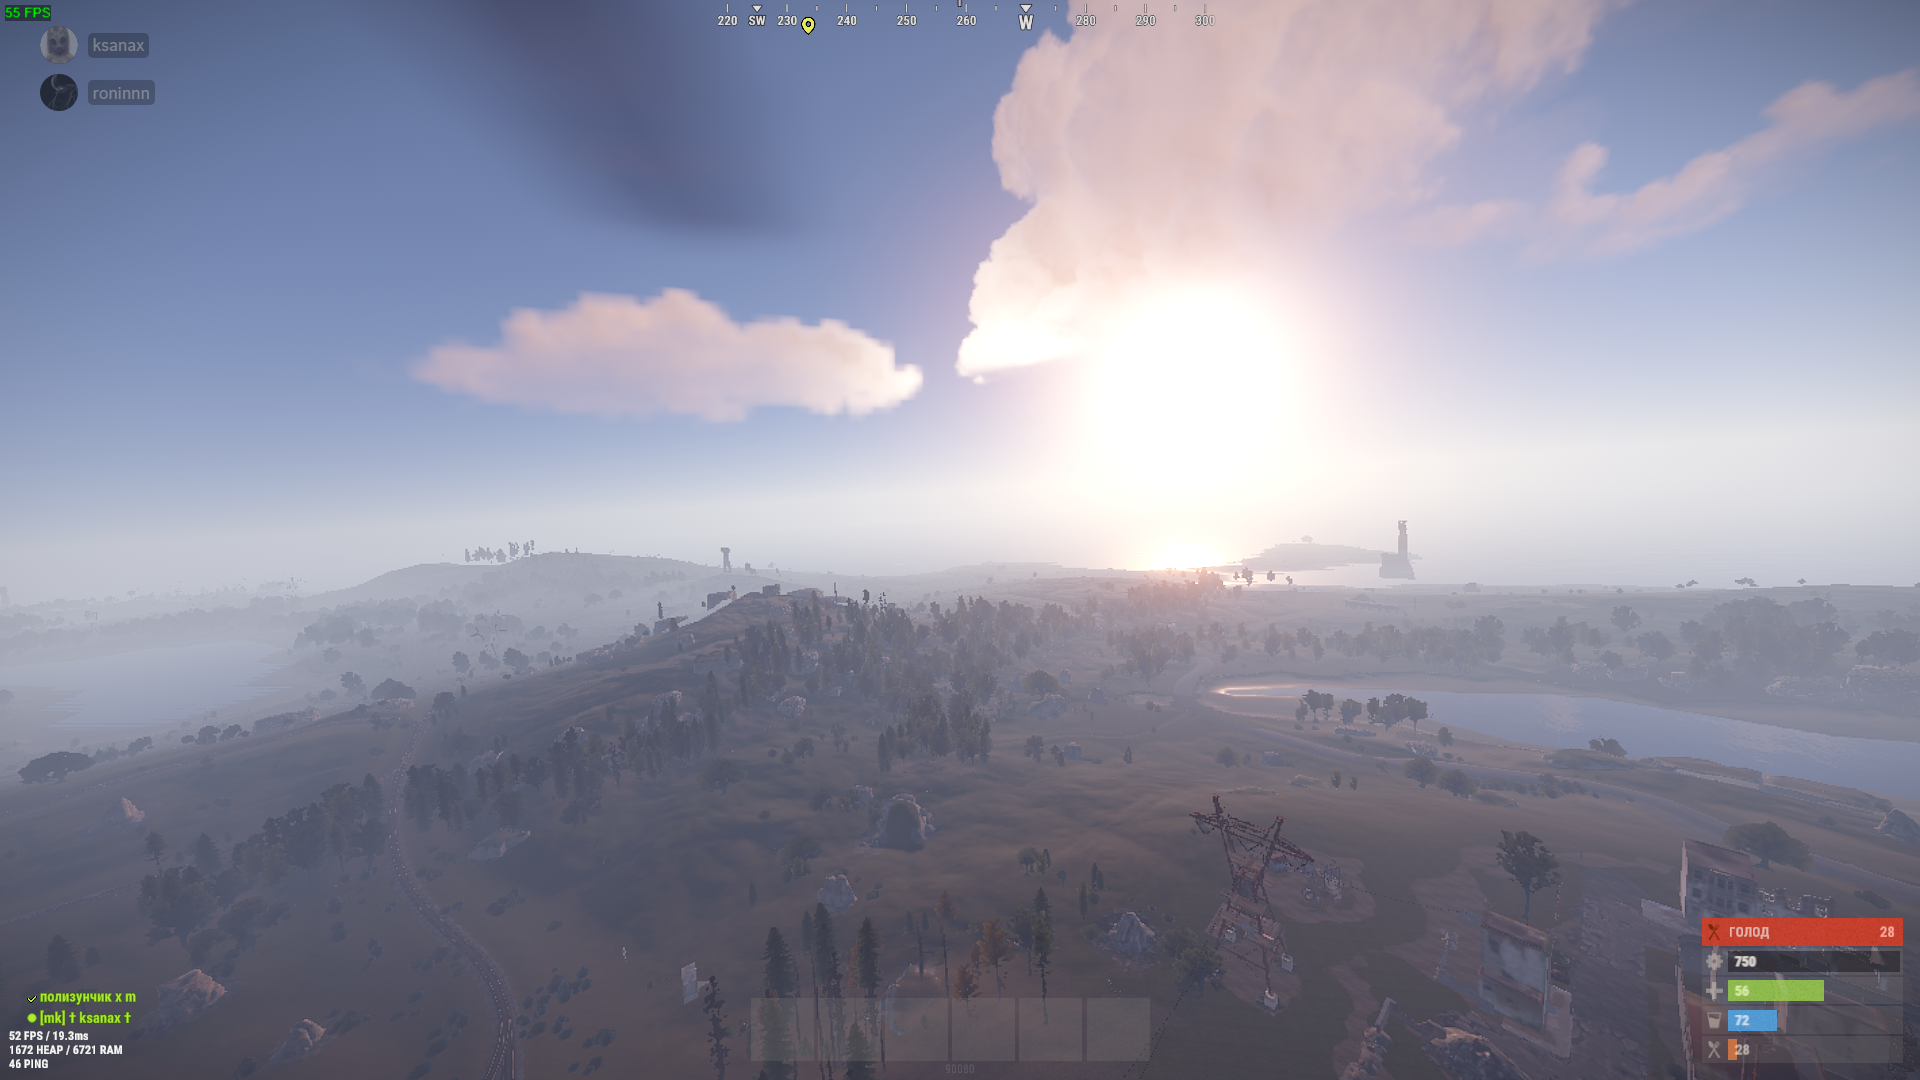 55 FPS
220 SW 230 240 250 260 W 280 290 300
ksanax
roninnn
ГОЛОД 28
750
56
72
28
полизунчик x m
[mk] † ksanax †
52 FPS / 19.3ms
1672 HEAP / 6721 RAM
46 PING
90080